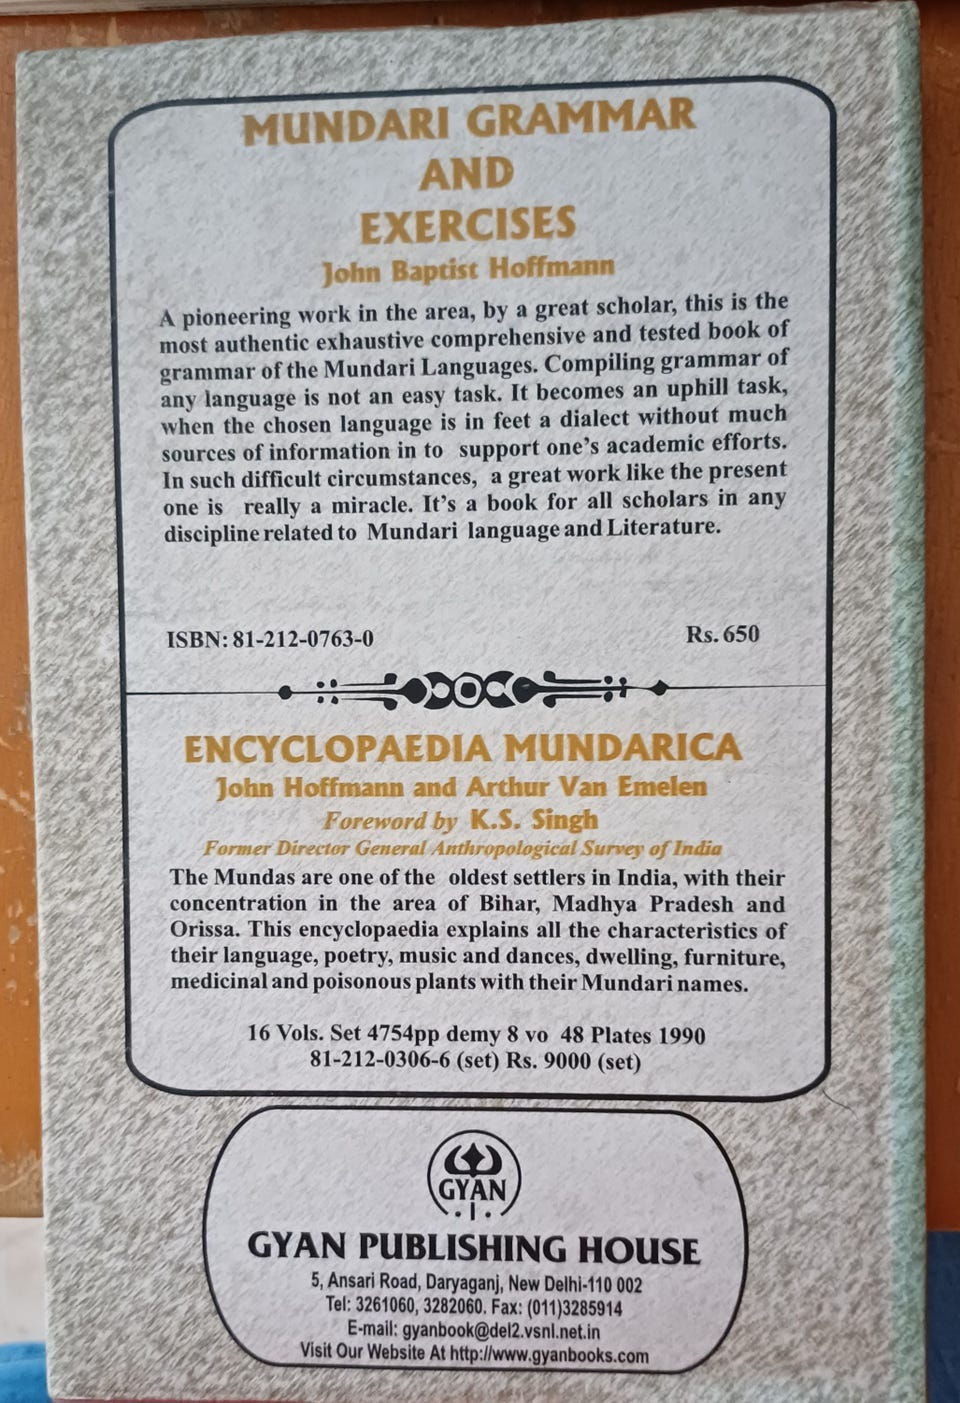 MUNDARI GRAMMAR
AND
EXERCISES
John Baptist Hoffmann
A pioneering work in the area, by a great scholar, this is the
most authentic exhaustive comprehensive and tested book of
grammar of the Mundari Languages. Compiling grammar of
any language is not an easy task. It becomes an uphill task,
when the chosen language is in feet a dialect without much
sources of information in to support one's academic efforts.
In such difficult circumstances, a great work like the present
one is really a miracle. It's a book for all scholars in any
discipline related to Mundari language and Literature.
ISBN: 81-212-0763-0 Rs. 650
ENCYCLOPAEDIA MUNDARICA
John Hoffmann and Arthur Van Emelen
Foreword by K.S. Singh
Former Director General Anthropological Survey of India
The Mundas are one of the oldest settlers in India, with their
concentration in the area of Bihar, Madhya Pradesh and
Orissa. This encyclopaedia explains all the characteristics of
their language, poetry, music and dances, dwelling, furniture,
medicinal and poisonous plants with their Mundari names.
16 Vols. Set 4754pp demy 8 vo 48 Plates 1990
81-212-0306-6 (set) Rs. 9000 (set)
GYAN
GYAN PUBLISHING HOUSE
5, Ansari Road, Daryaganj, New Delhi-110 002
Tel: 3261060, 3282060. Fax: (011)3285914
E-mail: gyanbook@del2.vsnl.net.in
Visit Our Website At http://www.gyanbooks.com